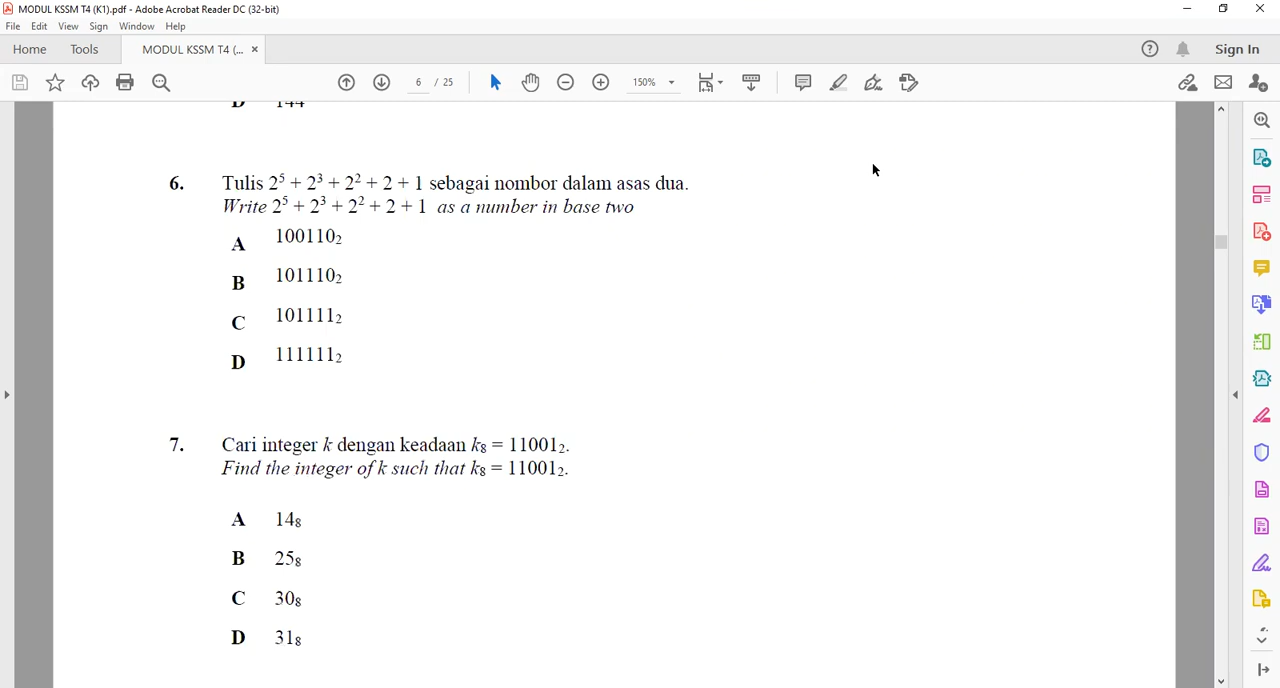 MODUL KSSM T4 (K1).pdf - Adobe Acrobat Reader DC (32-bit)
File Edit View Sign Window Help
Home Tools MODUL KSSM T4 (... × Sign In
6 / 25 150%
D 144
6. Tulis 2⁵ + 2³ + 2² + 2 + 1 sebagai nombor dalam asas dua.
Write 2⁵ + 2³ + 2² + 2 + 1 as a number in base two
A 100110₂
B 101110₂
C 101111₂
D 111111₂
7. Cari integer k dengan keadaan k₈ = 11001₂.
Find the integer of k such that k₈ = 11001₂.
A 14₈
B 25₈
C 30₈
D 31₈